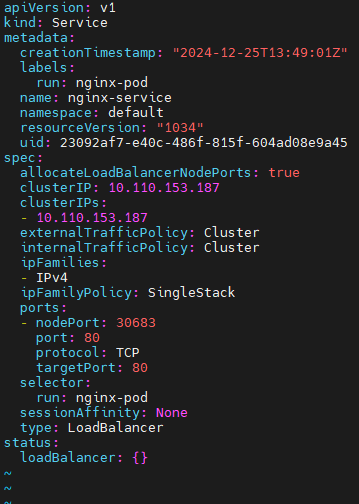 apiVersion: v1
kind: Service
metadata:
  creationTimestamp: "2024-12-25T13:49:01Z"
  labels:
    run: nginx-pod
  name: nginx-service
  namespace: default
  resourceVersion: "1034"
  uid: 23092af7-e40c-486f-815f-604ad08e9a45
spec:
  allocateLoadBalancerNodePorts: true
  clusterIP: 10.110.153.187
  clusterIPs:
  - 10.110.153.187
  externalTrafficPolicy: Cluster
  internalTrafficPolicy: Cluster
  ipFamilies:
  - IPv4
  ipFamilyPolicy: SingleStack
  ports:
  - nodePort: 30683
    port: 80
    protocol: TCP
    targetPort: 80
  selector:
    run: nginx-pod
  sessionAffinity: None
  type: LoadBalancer
status:
  loadBalancer: {}
~
~
~